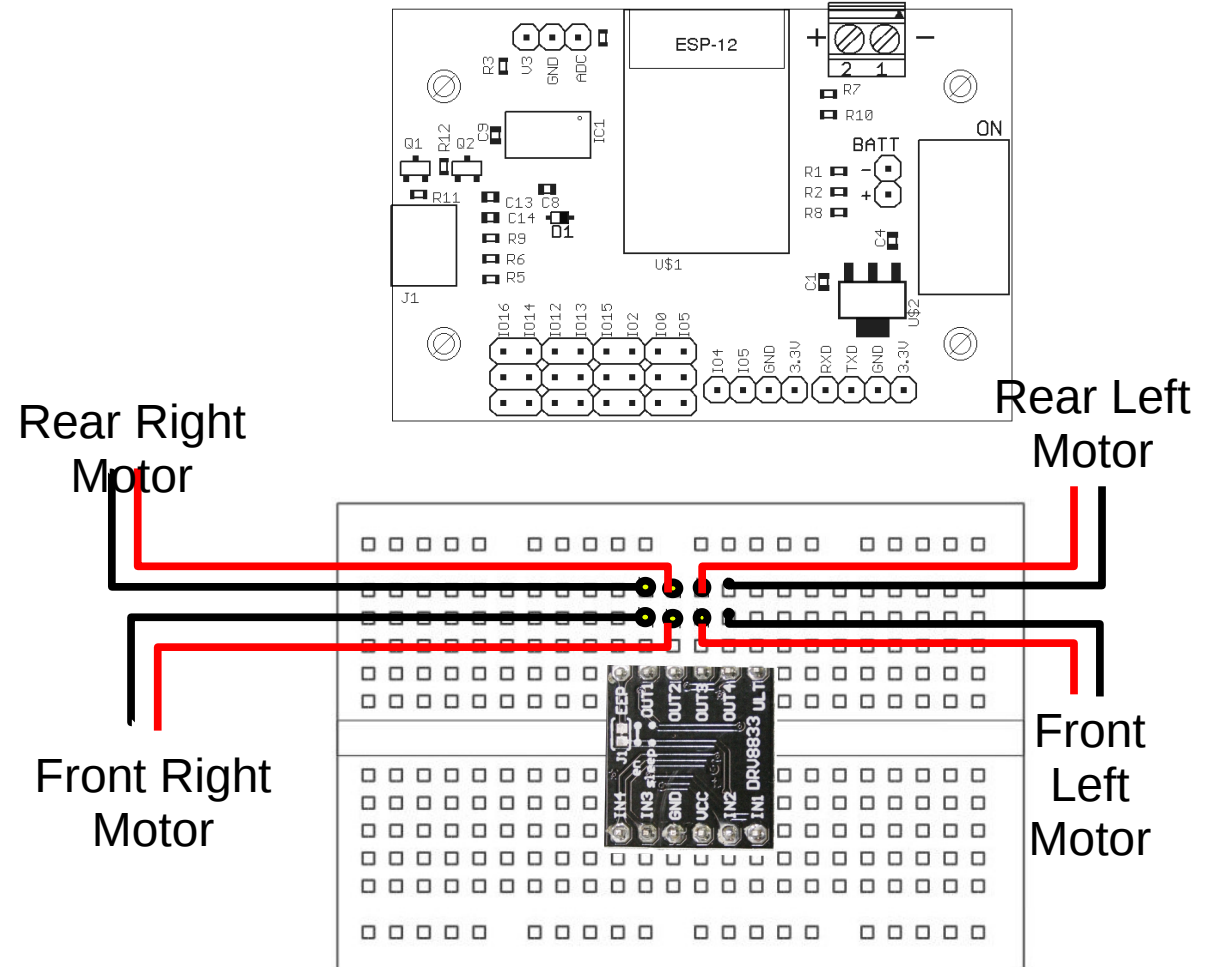 ESP-12
+
-
2 1
R3
V3
GND
ADC
R7
R10
ON
C9
IC1
Q1
R12
Q2
BATT
R1
-
R2
+
R8
R11
C13
C8
C14
D1
R9
R6
R5
C4
C1
U$1
U$2
J1
IO16
IO14
IO12
IO13
IO15
IO2
IO0
IO5
IO4
IO5
GND
3.3V
RXD
TXD
GND
3.3V
Rear Right
Motor
Rear Left
Motor
EEP
OUT1
OUT2
OUT3
OUT4
ULT
J1
en
sleep
DRV8833
IN4
IN3
GND
VCC
IN2
IN1
Front Right
Motor
Front
Left
Motor